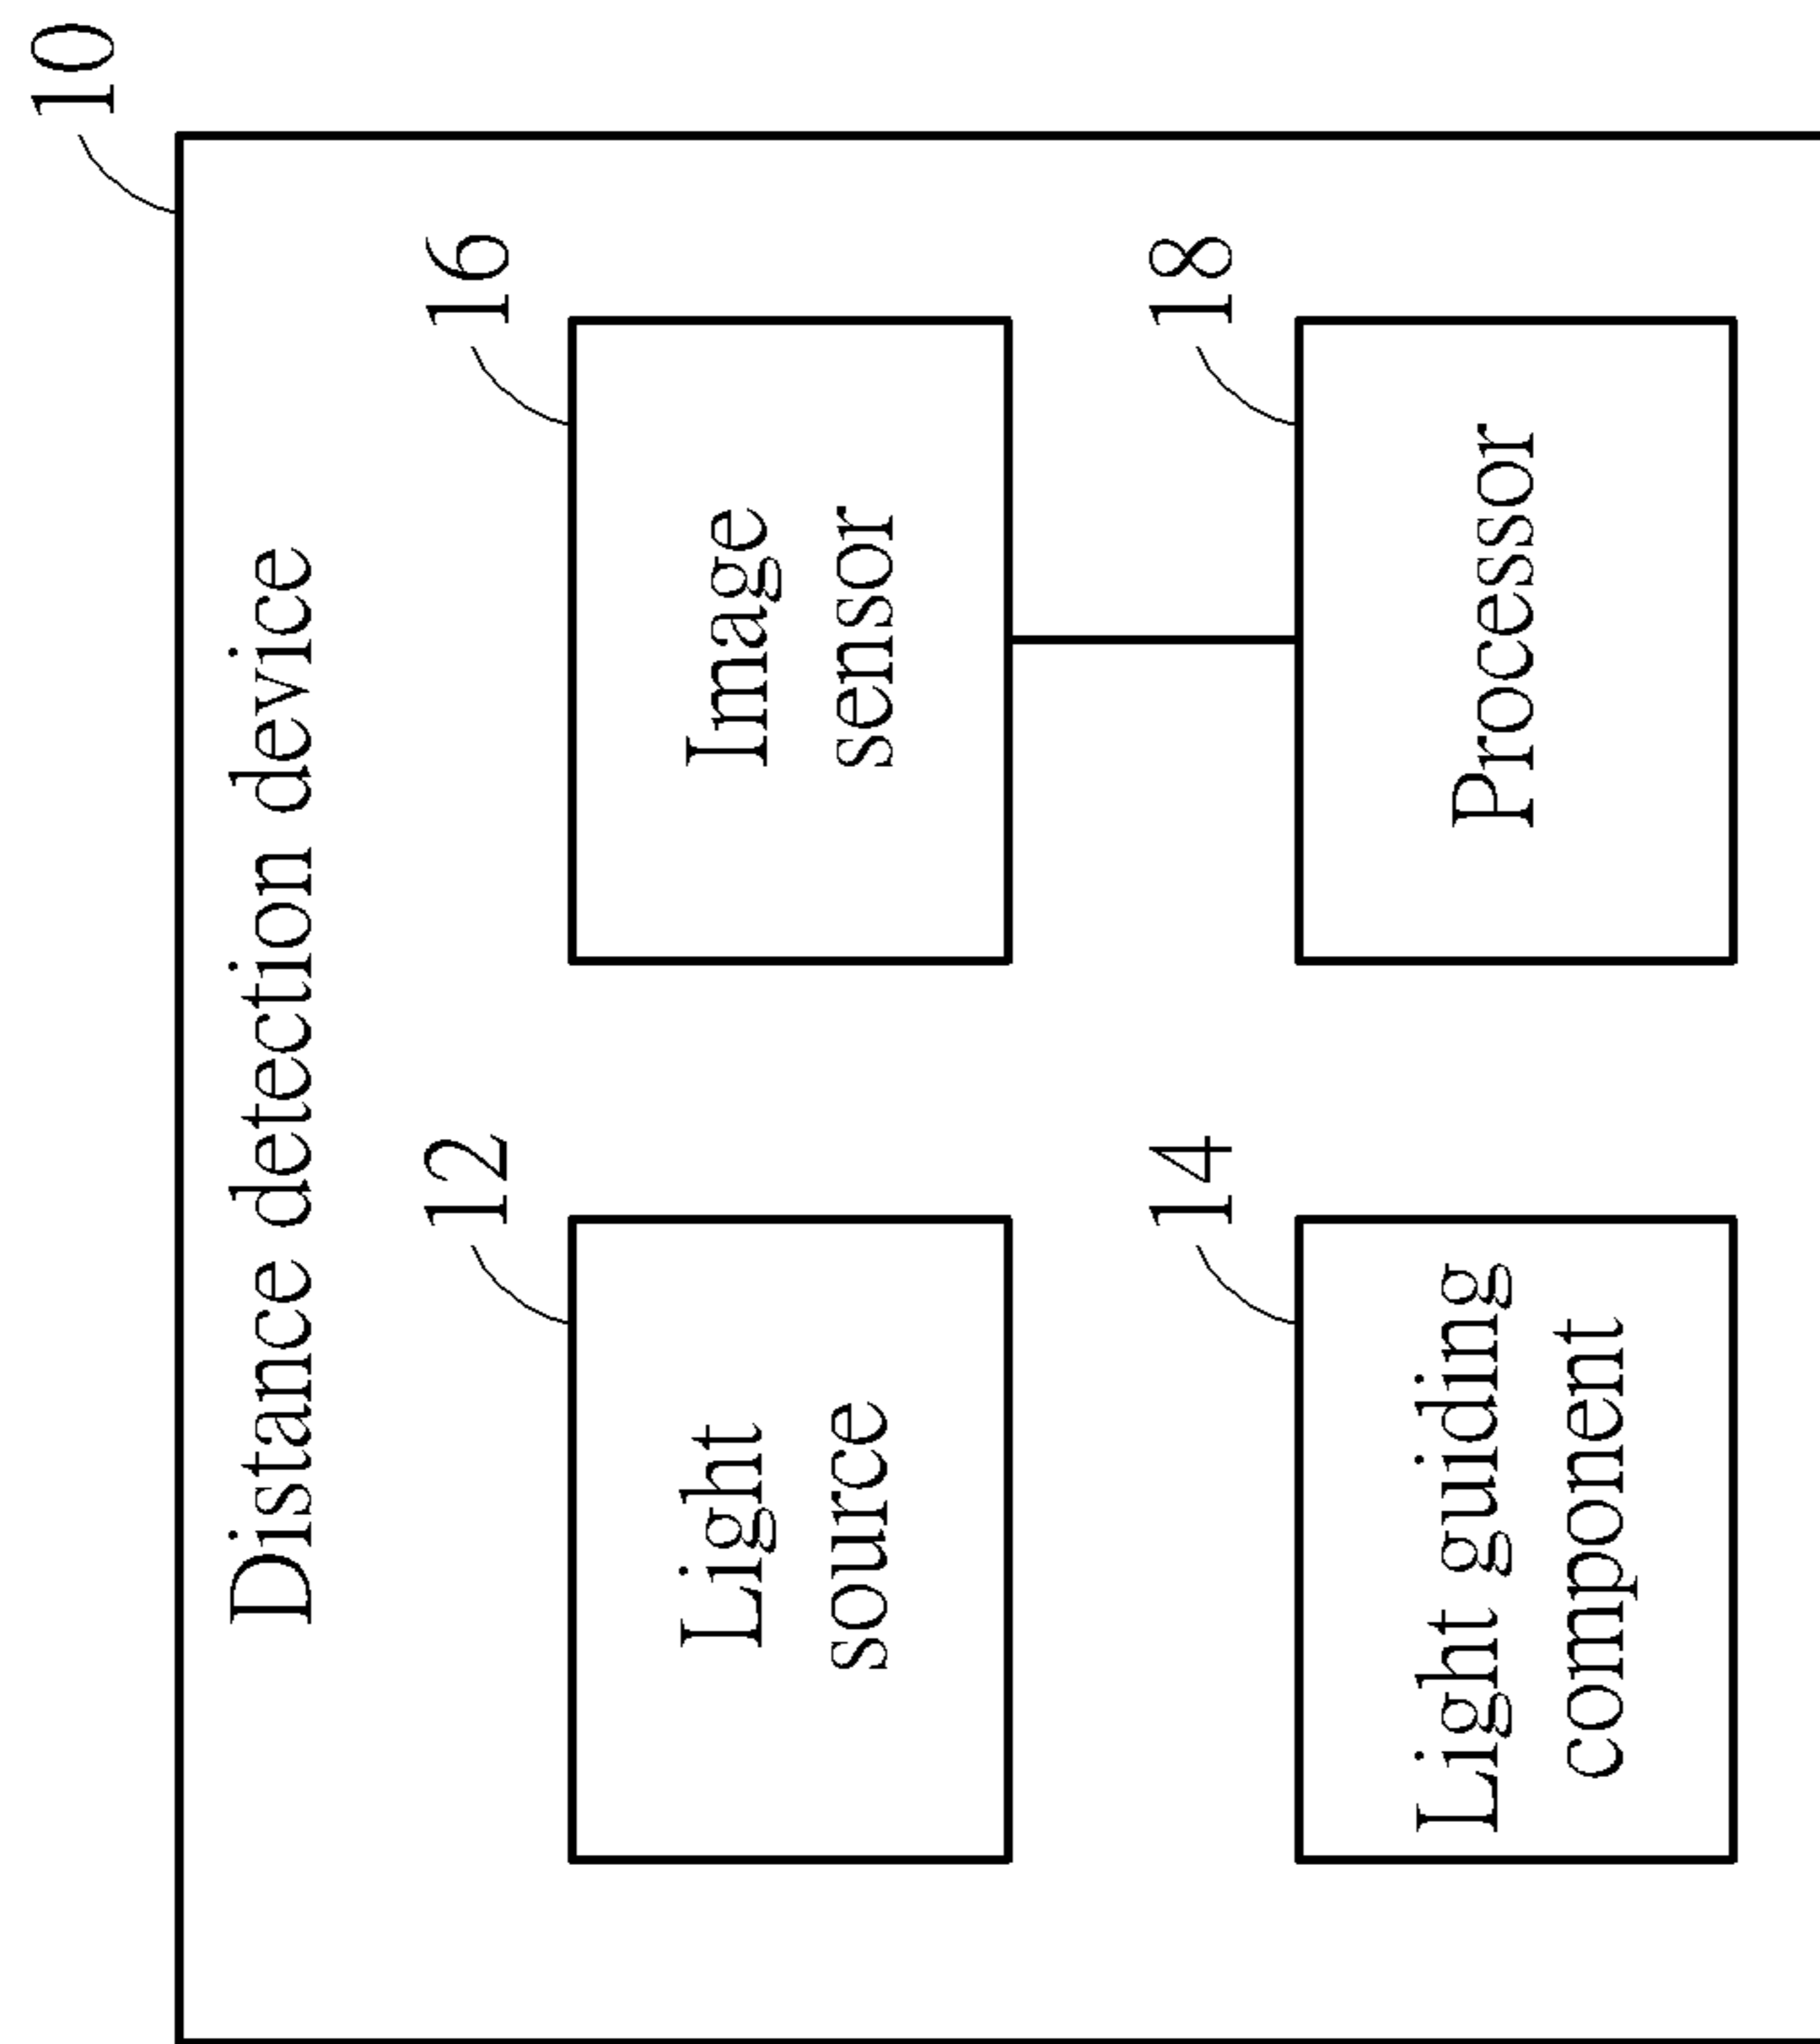 10
Distance detection device
12
Light
source
16
Image
sensor
14
Light guiding
component
18
Processor